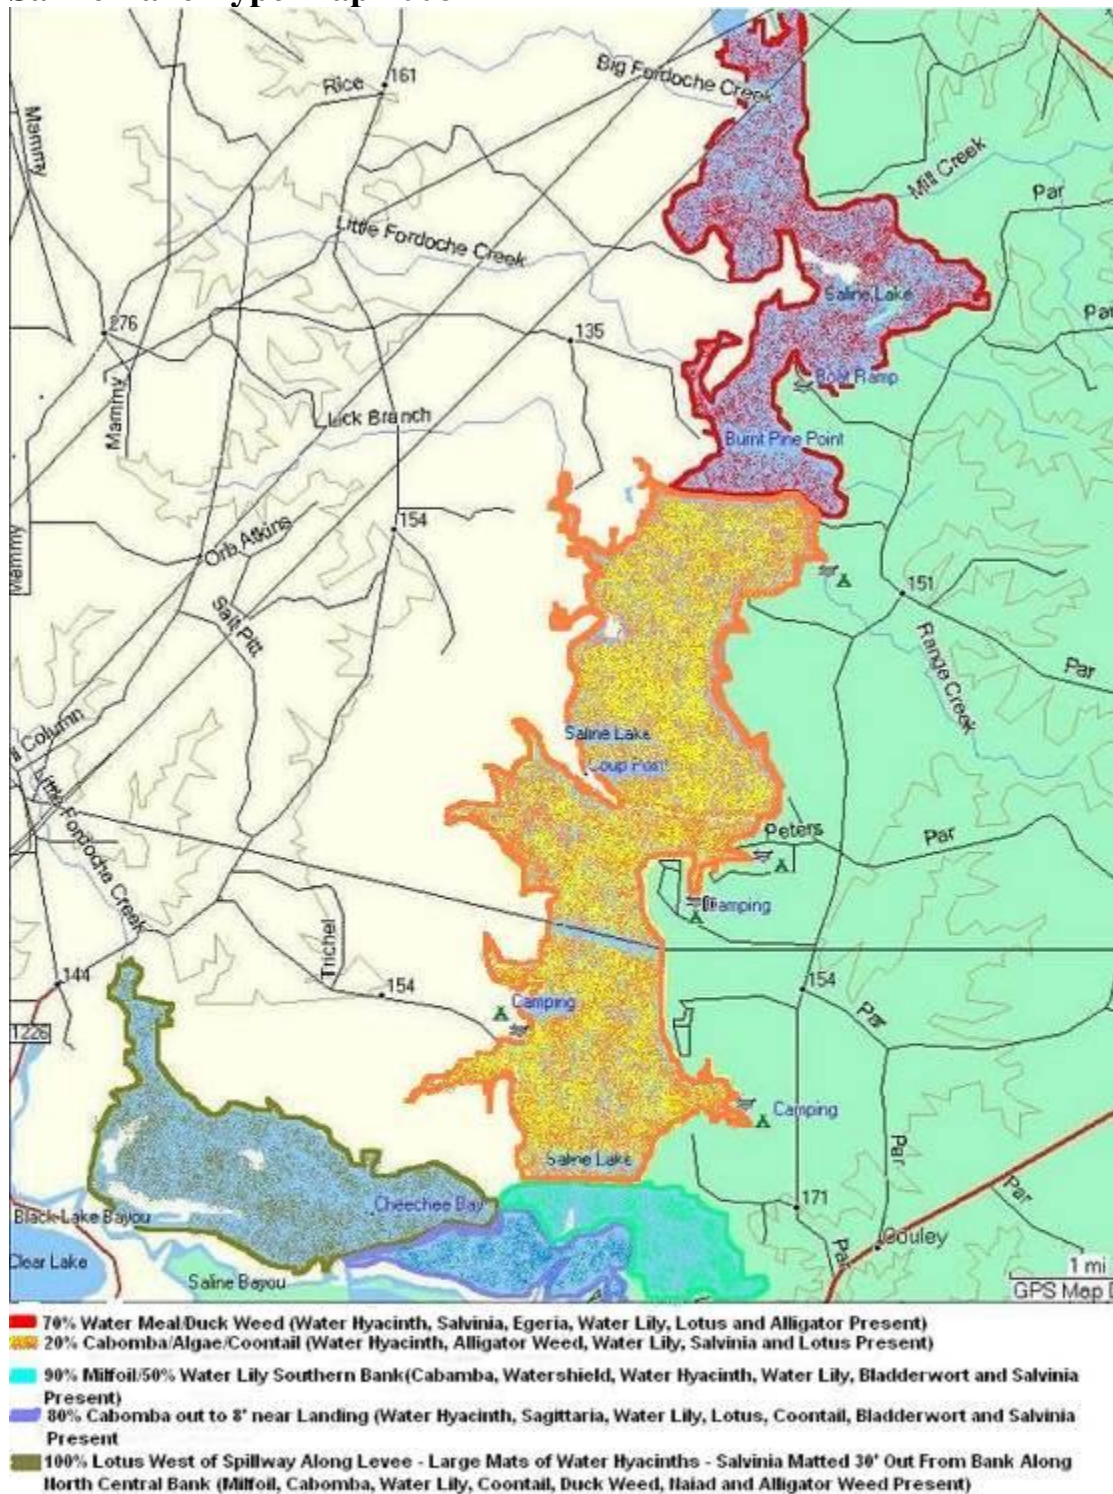 Big Fordoche Creek
Rice
161
Mammy
Mill Creek
Par
Little Fordoche Creek
Saline Lake
276
135
Par
Mammy
Boat Ramp
Lick Branch
Burnt Pine Point
154
Orb Atkins
Mammy
151
Salt Pitt
Range Creek
Par
Column
Saline Lake
Coup Point
Little Fordoche Creek
Peters
Par
Camping
Trichel
144
154
154
Camping
Par
1226
Camping
Par
Saline Lake
Par
171
Cheechee Bay
Black Lake Bayou
Couley
Par
Clear Lake
Saline Bayou
1 mi
GPS Map
70% Water Meal/Duck Weed (Water Hyacinth, Salvinia, Egeria, Water Lily, Lotus and Alligator Present)
20% Cabomba/Algae/Coontail (Water Hyacinth, Alligator Weed, Water Lily, Salvinia and Lotus Present)
90% Milfoil/50% Water Lily Southern Bank(Cabamba, Watershield, Water Hyacinth, Water Lily, Bladderwort and Salvinia
Present)
80% Cabomba out to 8' near Landing (Water Hyacinth, Sagittaria, Water Lily, Lotus, Coontail, Bladderwort and Salvinia
Present
100% Lotus West of Spillway Along Levee - Large Mats of Water Hyacinths - Salvinia Matted 30' Out From Bank Along
North Central Bank (Milfoil, Cabomba, Water Lily, Coontail, Duck Weed, Naiad and Alligator Weed Present)